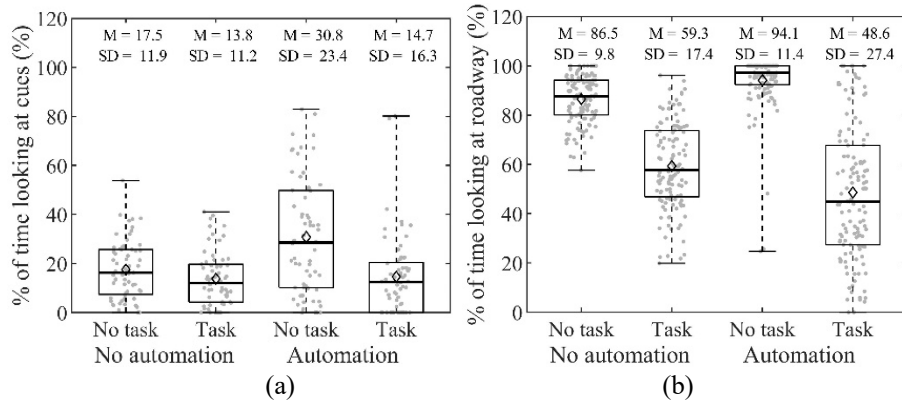 M = 17.5 M = 13.8 M = 30.8 M = 14.7
SD = 11.9 SD = 11.2 SD = 23.4 SD = 16.3
% of time looking at cues (%)
120
100
80
60
40
20
0
No task Task No task Task
No automation Automation
(a)
M = 86.5 M = 59.3 M = 94.1 M = 48.6
SD = 9.8 SD = 17.4 SD = 11.4 SD = 27.4
% of time looking at roadway (%)
120
100
80
60
40
20
0
No task Task No task Task
No automation Automation
(b)